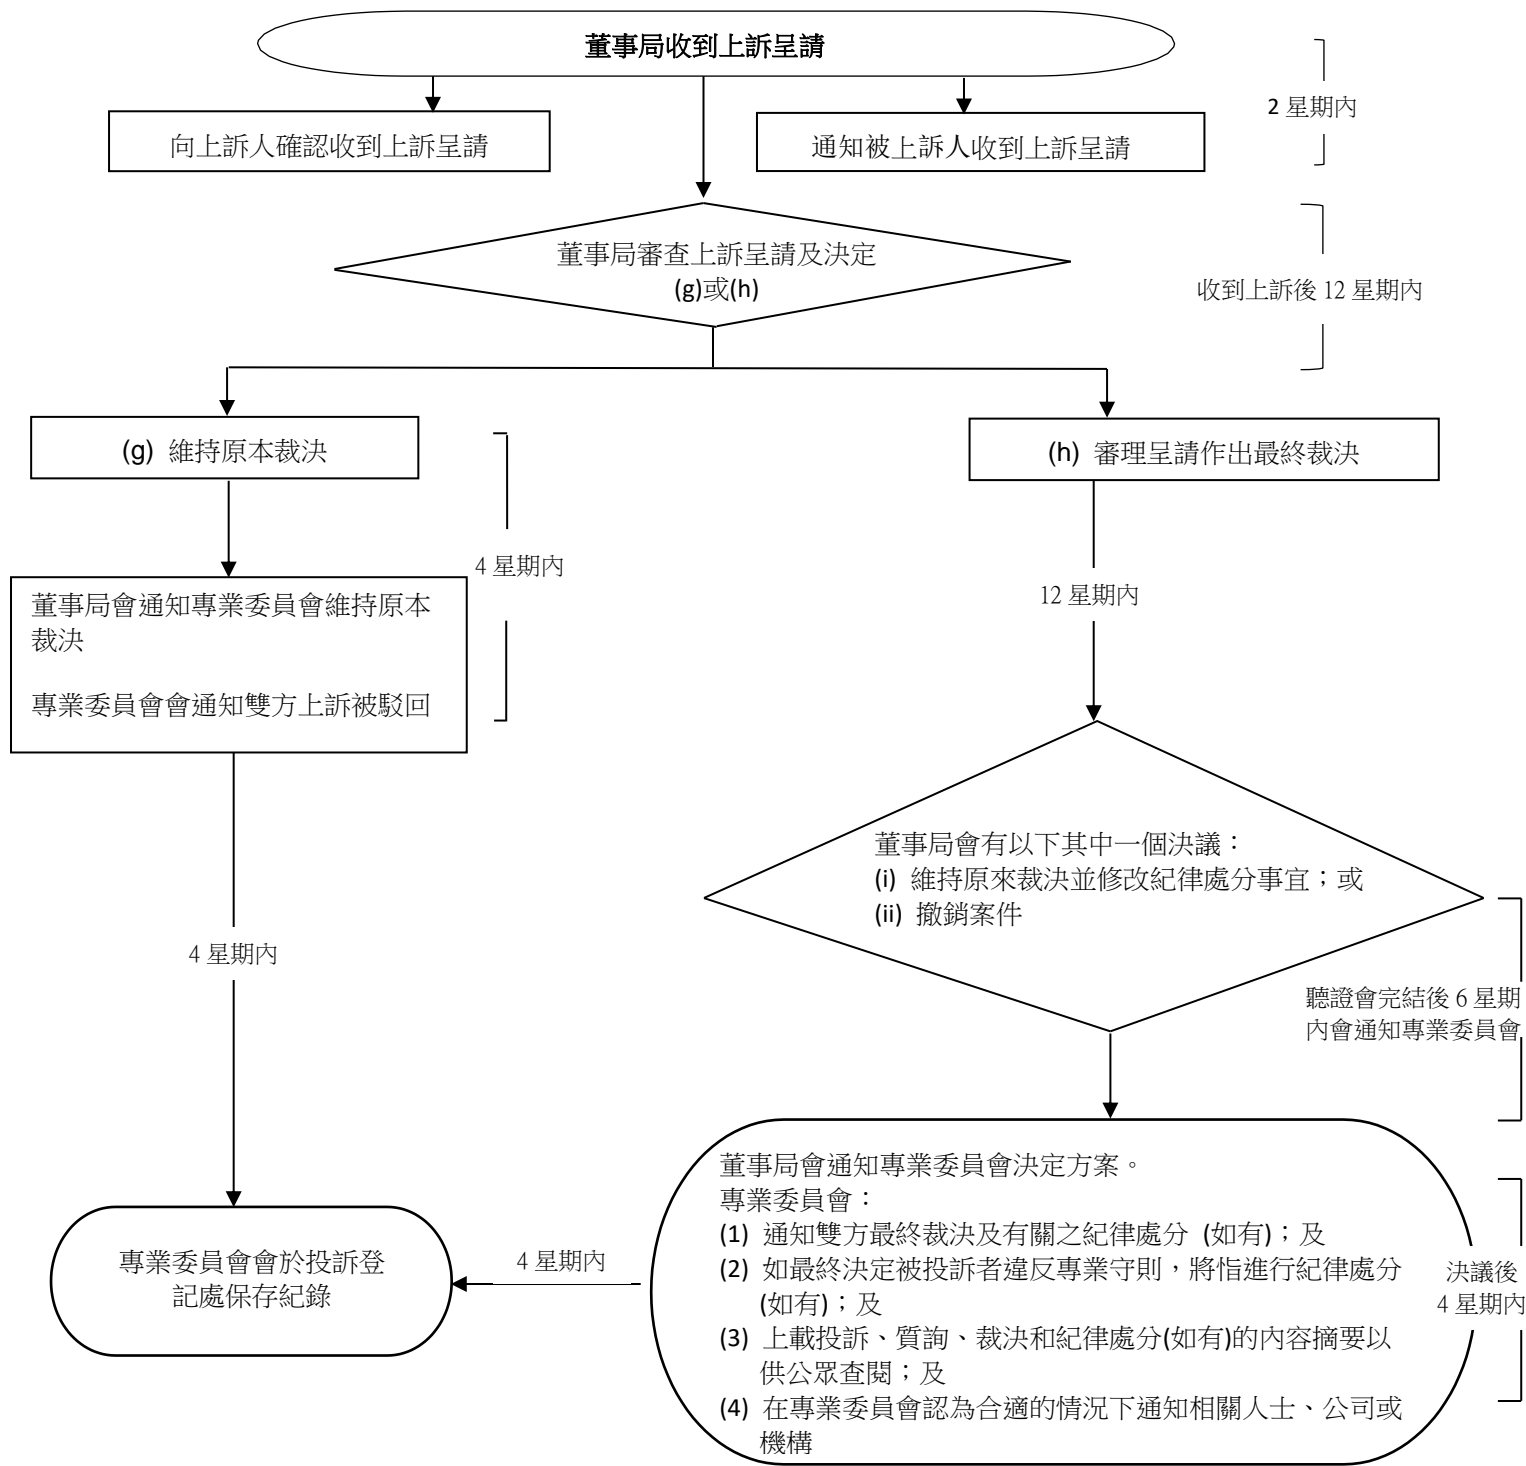 董事局收到上訴呈請
2 星期內
向上訴人確認收到上訴呈請
通知被上訴人收到上訴呈請
董事局審查上訴呈請及決定
(g)或(h)
收到上訴後 12 星期內
(g) 維持原本裁決
(h) 審理呈請作出最終裁決
4 星期內
董事局會通知專業委員會維持原本
裁決
專業委員會會通知雙方上訴被駁回
12 星期內
董事局會有以下其中一個決議：
(i) 維持原來裁決並修改紀律處分事宜；或
(ii) 撤銷案件
4 星期內
聽證會完結後 6 星期
內會通知專業委員會
董事局會通知專業委員會決定方案。
專業委員會：
(1) 通知雙方最終裁決及有關之紀律處分 (如有)；及
(2) 如最終決定被投訴者違反專業守則，將恉進行紀律處分
(如有)；及
(3) 上載投訴、質詢、裁決和紀律處分(如有)的內容摘要以
供公眾查閱；及
(4) 在專業委員會認為合適的情況下通知相關人士、公司或
機構
決議後
4 星期內
4 星期內
專業委員會會於投訴登
記處保存紀錄